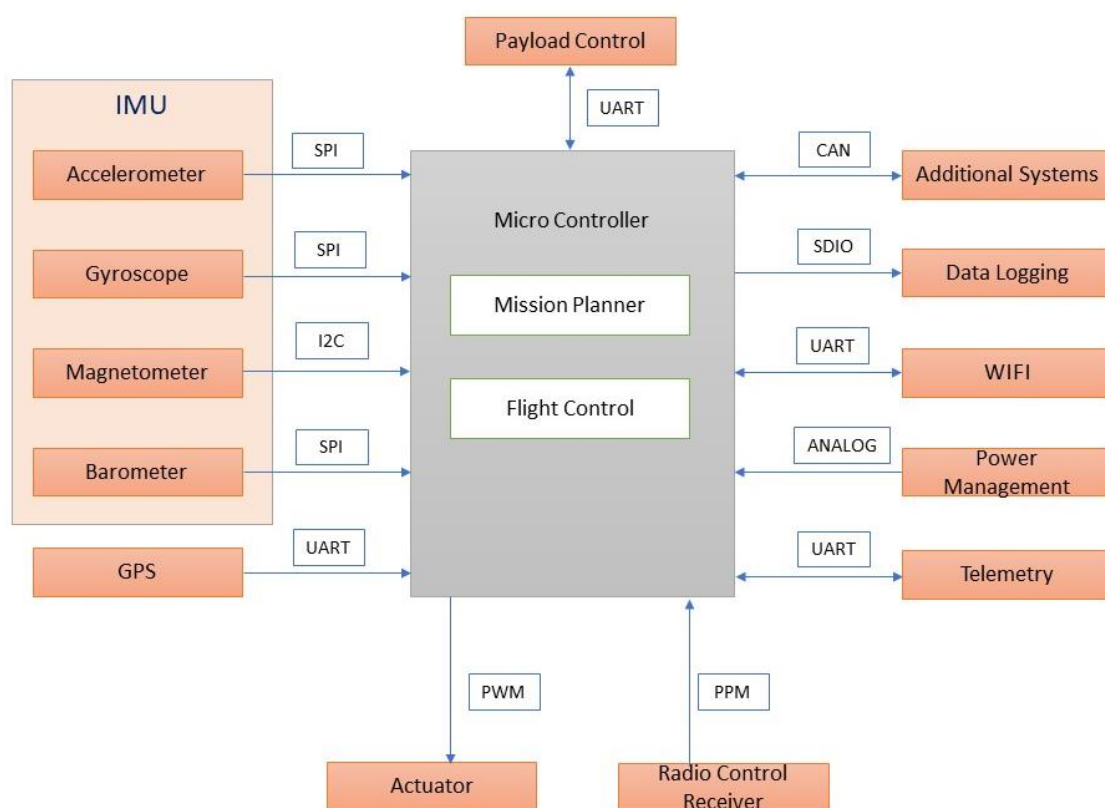 Payload Control
UART
IMU
Accelerometer
SPI
Gyroscope
SPI
Magnetometer
I2C
Barometer
SPI
GPS
UART
Micro Controller
Mission Planner
Flight Control
CAN
Additional Systems
SDIO
Data Logging
UART
WIFI
ANALOG
Power
Management
UART
Telemetry
PWM
Actuator
PPM
Radio Control
Receiver